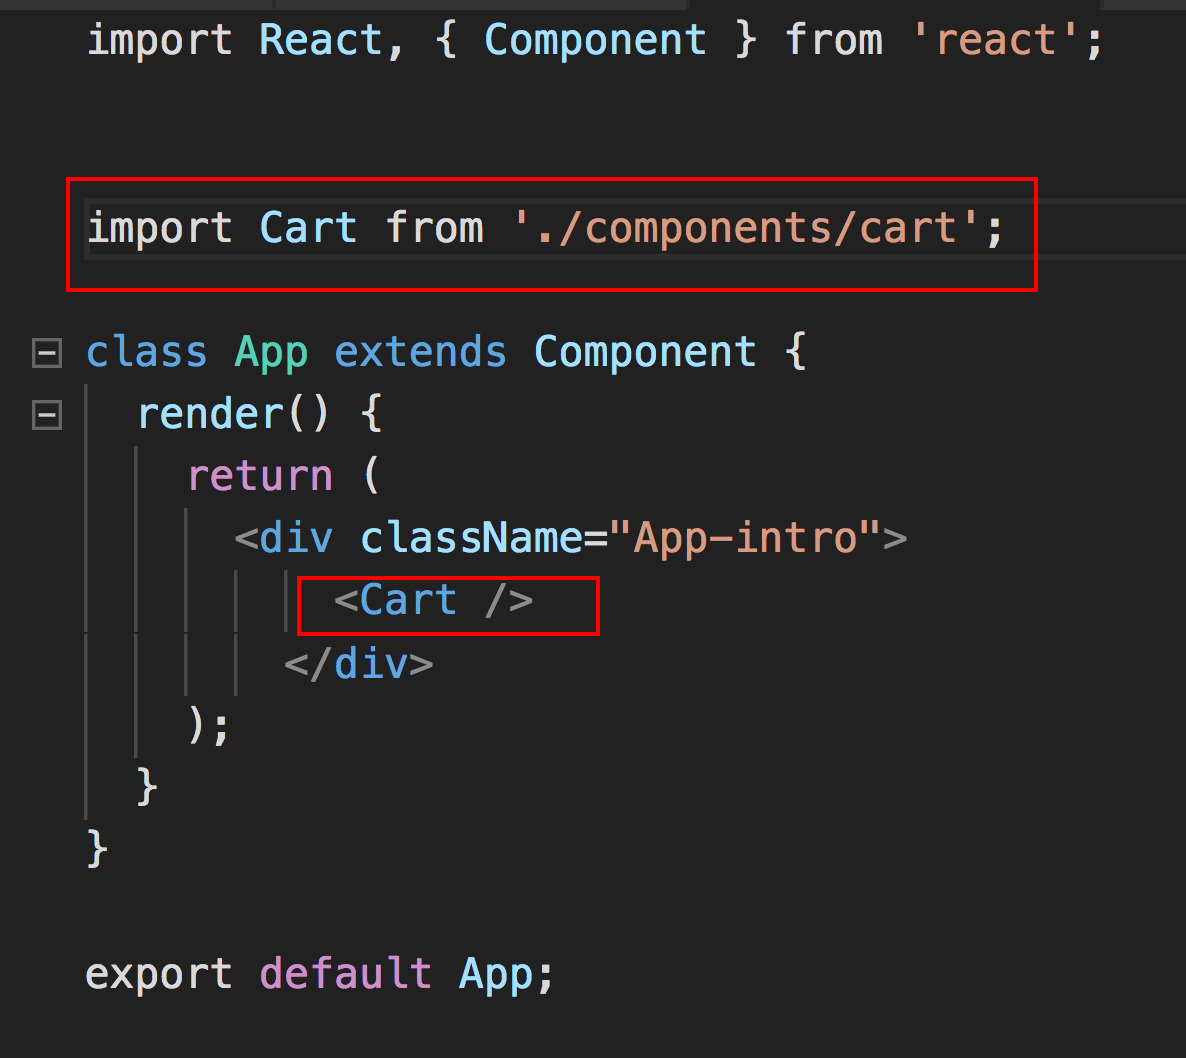 import React, { Component } from 'react';
import Cart from './components/cart';
class App extends Component {
render() {
return (
<div className="App-intro">
<Cart />
</div>
);
}
}
export default App;